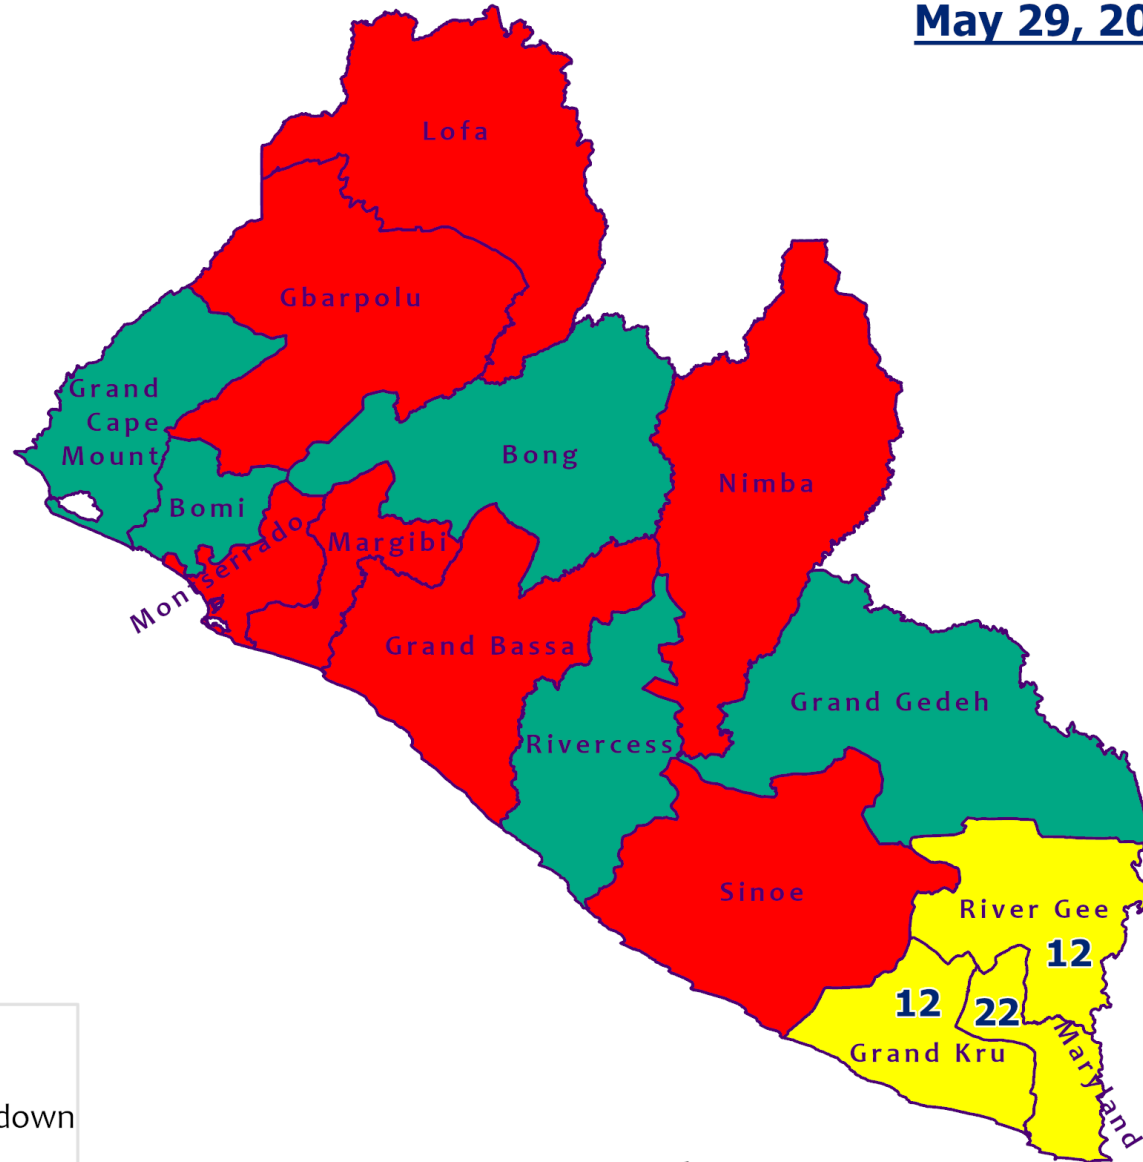 May 29, 20
Lofa
Gbarpolu
Grand
Cape
Mount
Bong
Nimba
Bomi
Margibi
Montserrado
Grand Bassa
Grand Gedeh
Rivercess
Sinoe
River Gee
12
12
22
Grand Kru
Maryland
down